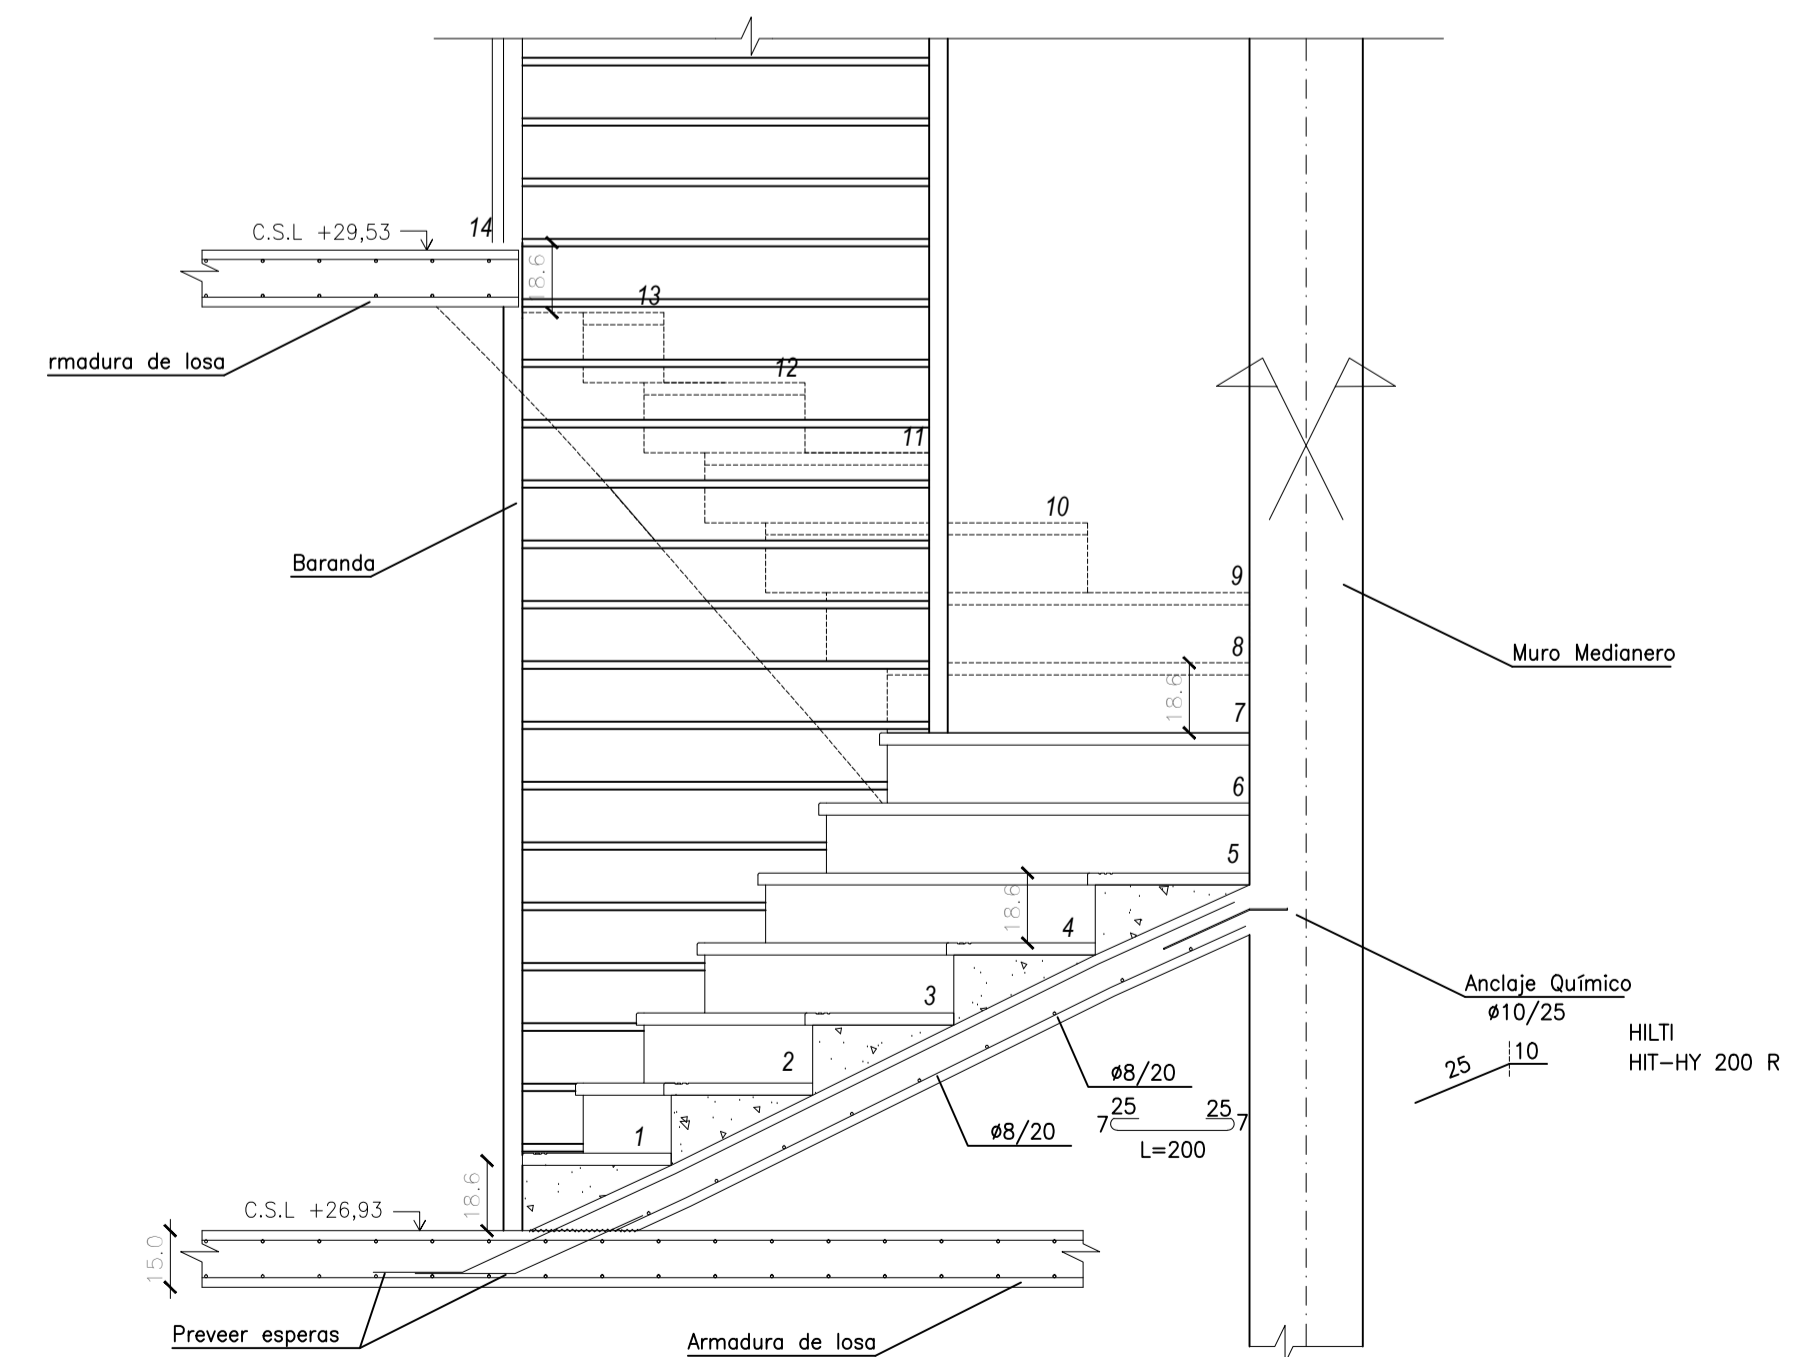 C.S.L +29,53
14
18.6
13
rmadura de losa
12
11
10
Baranda
9
8
Muro Medianero
18.6
7
6
5
18.6
4
Anclaje Químico
ø10/25
3
HILTI
HIT-HY 200 R
25
10
2
ø8/20
25 25
7 7
L=200
ø8/20
1
18.6
C.S.L +26,93
15.0
Preveer esperas
Armadura de losa